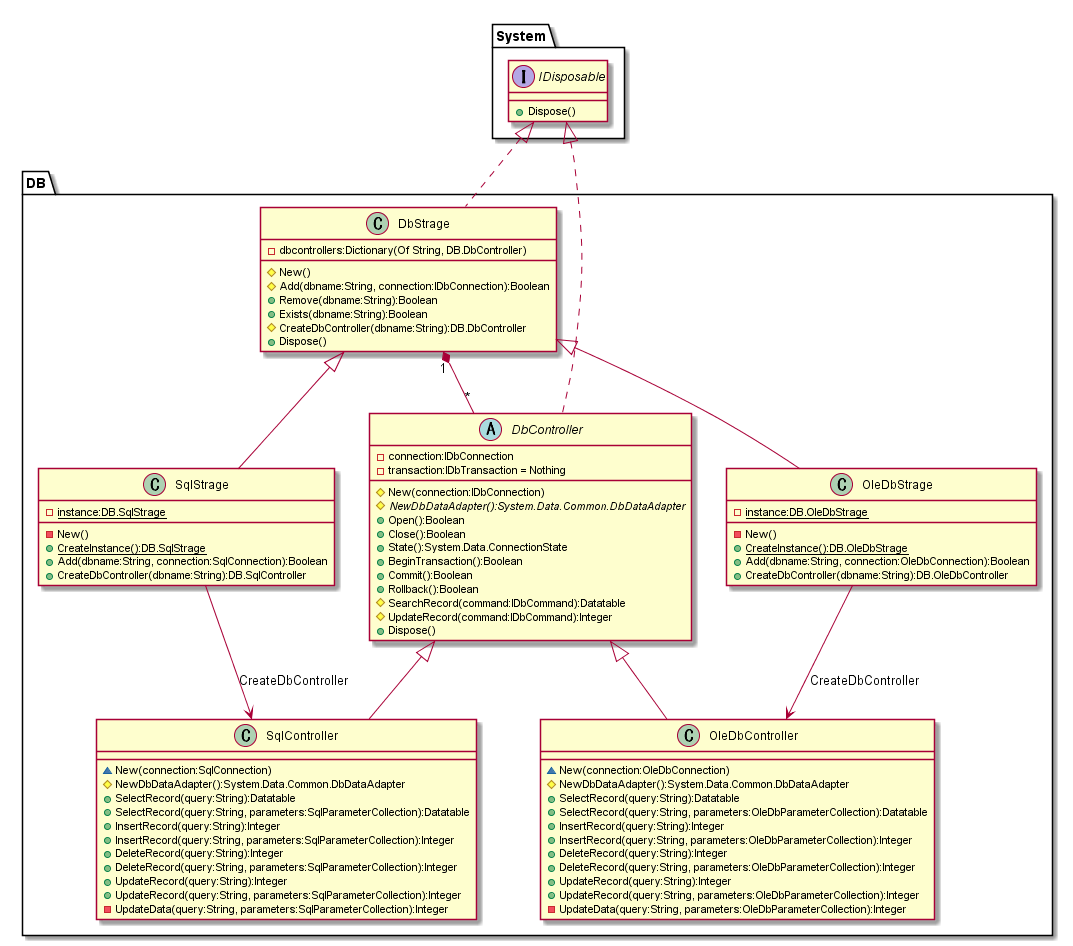 System
IDisposable
Dispose()
DB
DbStrage
dbcontrollers:Dictionary(Of String, DB.DbController)
New()
Add(dbname:String, connection:IDbConnection):Boolean
Remove(dbname:String):Boolean
Exists(dbname:String):Boolean
CreateDbController(dbname:String):DB.DbController
Dispose()
1
*
DbController
connection:IDbConnection
transaction:IDbTransaction = Nothing
New(connection:IDbConnection)
NewDbDataAdapter():System.Data.Common.DbDataAdapter
Open():Boolean
Close():Boolean
State():System.Data.ConnectionState
BeginTransaction():Boolean
Commit():Boolean
Rollback():Boolean
SearchRecord(command:IDbCommand):Datatable
UpdateRecord(command:IDbCommand):Integer
Dispose()
SqlStrage
instance:DB.SqlStrage
New()
CreateInstance():DB.SqlStrage
Add(dbname:String, connection:SqlConnection):Boolean
CreateDbController(dbname:String):DB.SqlController
OleDbStrage
instance:DB.OleDbStrage
New()
CreateInstance():DB.OleDbStrage
Add(dbname:String, connection:OleDbConnection):Boolean
CreateDbController(dbname:String):DB.OleDbController
CreateDbController
CreateDbController
SqlController
New(connection:SqlConnection)
NewDbDataAdapter():System.Data.Common.DbDataAdapter
SelectRecord(query:String):Datatable
SelectRecord(query:String, parameters:SqlParameterCollection):Datatable
InsertRecord(query:String):Integer
InsertRecord(query:String, parameters:SqlParameterCollection):Integer
DeleteRecord(query:String):Integer
DeleteRecord(query:String, parameters:SqlParameterCollection):Integer
UpdateRecord(query:String):Integer
UpdateRecord(query:String, parameters:SqlParameterCollection):Integer
UpdateData(query:String, parameters:SqlParameterCollection):Integer
OleDbController
New(connection:OleDbConnection)
NewDbDataAdapter():System.Data.Common.DbDataAdapter
SelectRecord(query:String):Datatable
SelectRecord(query:String, parameters:OleDbParameterCollection):Datatable
InsertRecord(query:String):Integer
InsertRecord(query:String, parameters:OleDbParameterCollection):Integer
DeleteRecord(query:String):Integer
DeleteRecord(query:String, parameters:OleDbParameterCollection):Integer
UpdateRecord(query:String):Integer
UpdateRecord(query:String, parameters:OleDbParameterCollection):Integer
UpdateData(query:String, parameters:OleDbParameterCollection):Integer